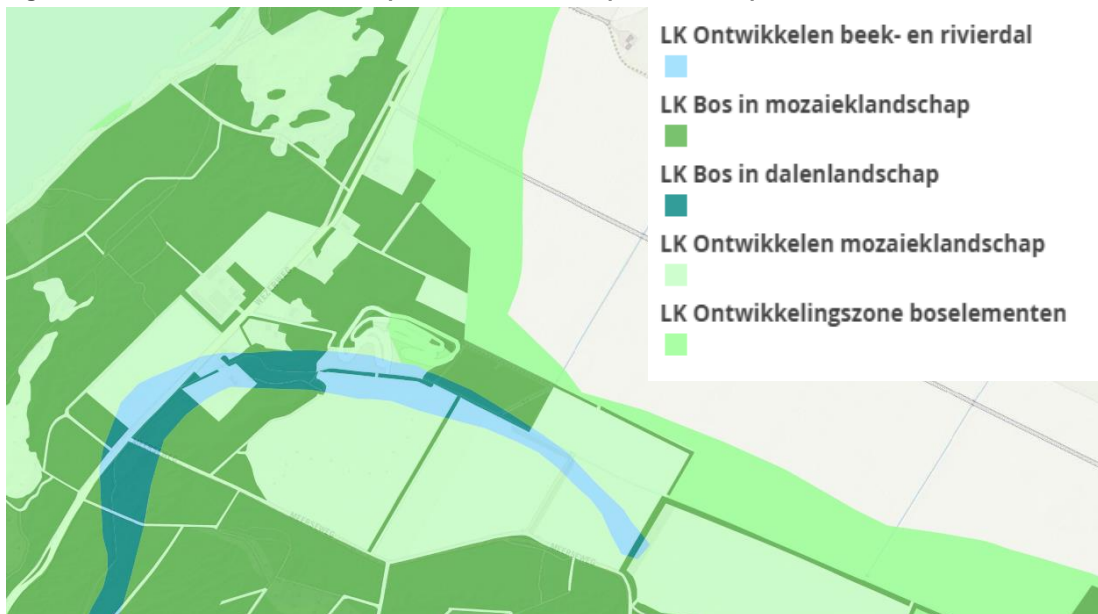 LK Ontwikkelen beek- en rivierdal
LK Bos in mozaieklandschap
LK Bos in dalenlandschap
LK Ontwikkelen mozaieklandschap
LK Ontwikkelingszone boselementen